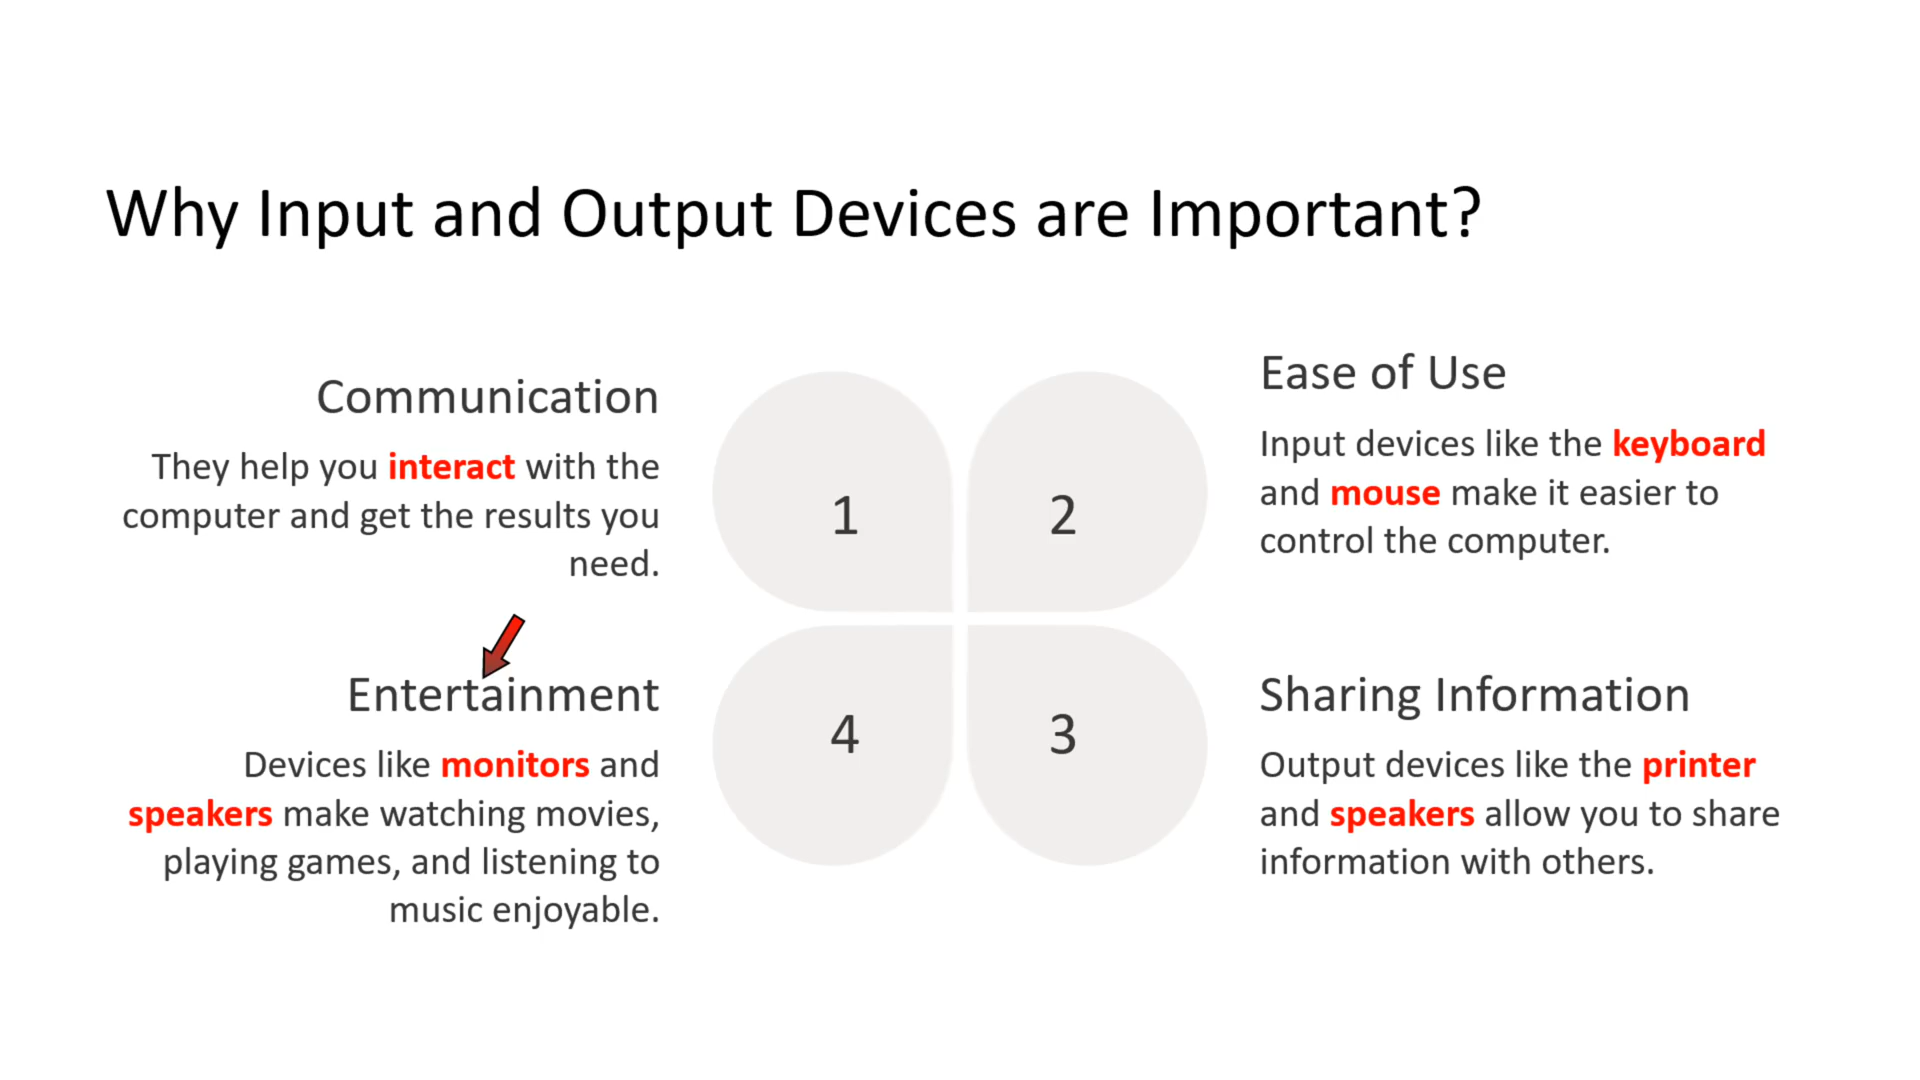 Why Input and Output Devices are Important?
Communication
They help you interact with the
computer and get the results you
need.
1
2
Ease of Use
Input devices like the keyboard
and mouse make it easier to
control the computer.
Entertainment
Devices like monitors and
speakers make watching movies,
playing games, and listening to
music enjoyable.
4
3
Sharing Information
Output devices like the printer
and speakers allow you to share
information with others.